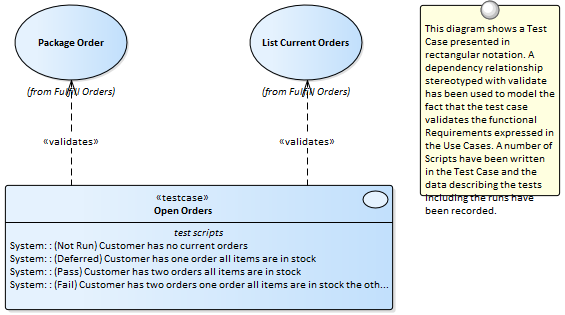 Package Order
List Current Orders
(from Fulfill Orders)
(from Fulfill Orders)
«validates»
«validates»
«testcase»
Open Orders
test scripts
System: : (Not Run) Customer has no current orders
System: : (Deferred) Customer has one order all items are in stock
System: : (Pass) Customer has two orders all items are in stock
System: : (Fail) Customer has two orders one order all items are in stock the oth...
This diagram shows a Test
Case presented in
rectangular notation. A
dependency relationship
stereotyped with validate
has been used to model the
fact that the test case
validates the functional
Requirements expressed in
the Use Cases. A number of
Scripts have been written
in the Test Case and the
data describing the tests
including the runs have
been recorded.